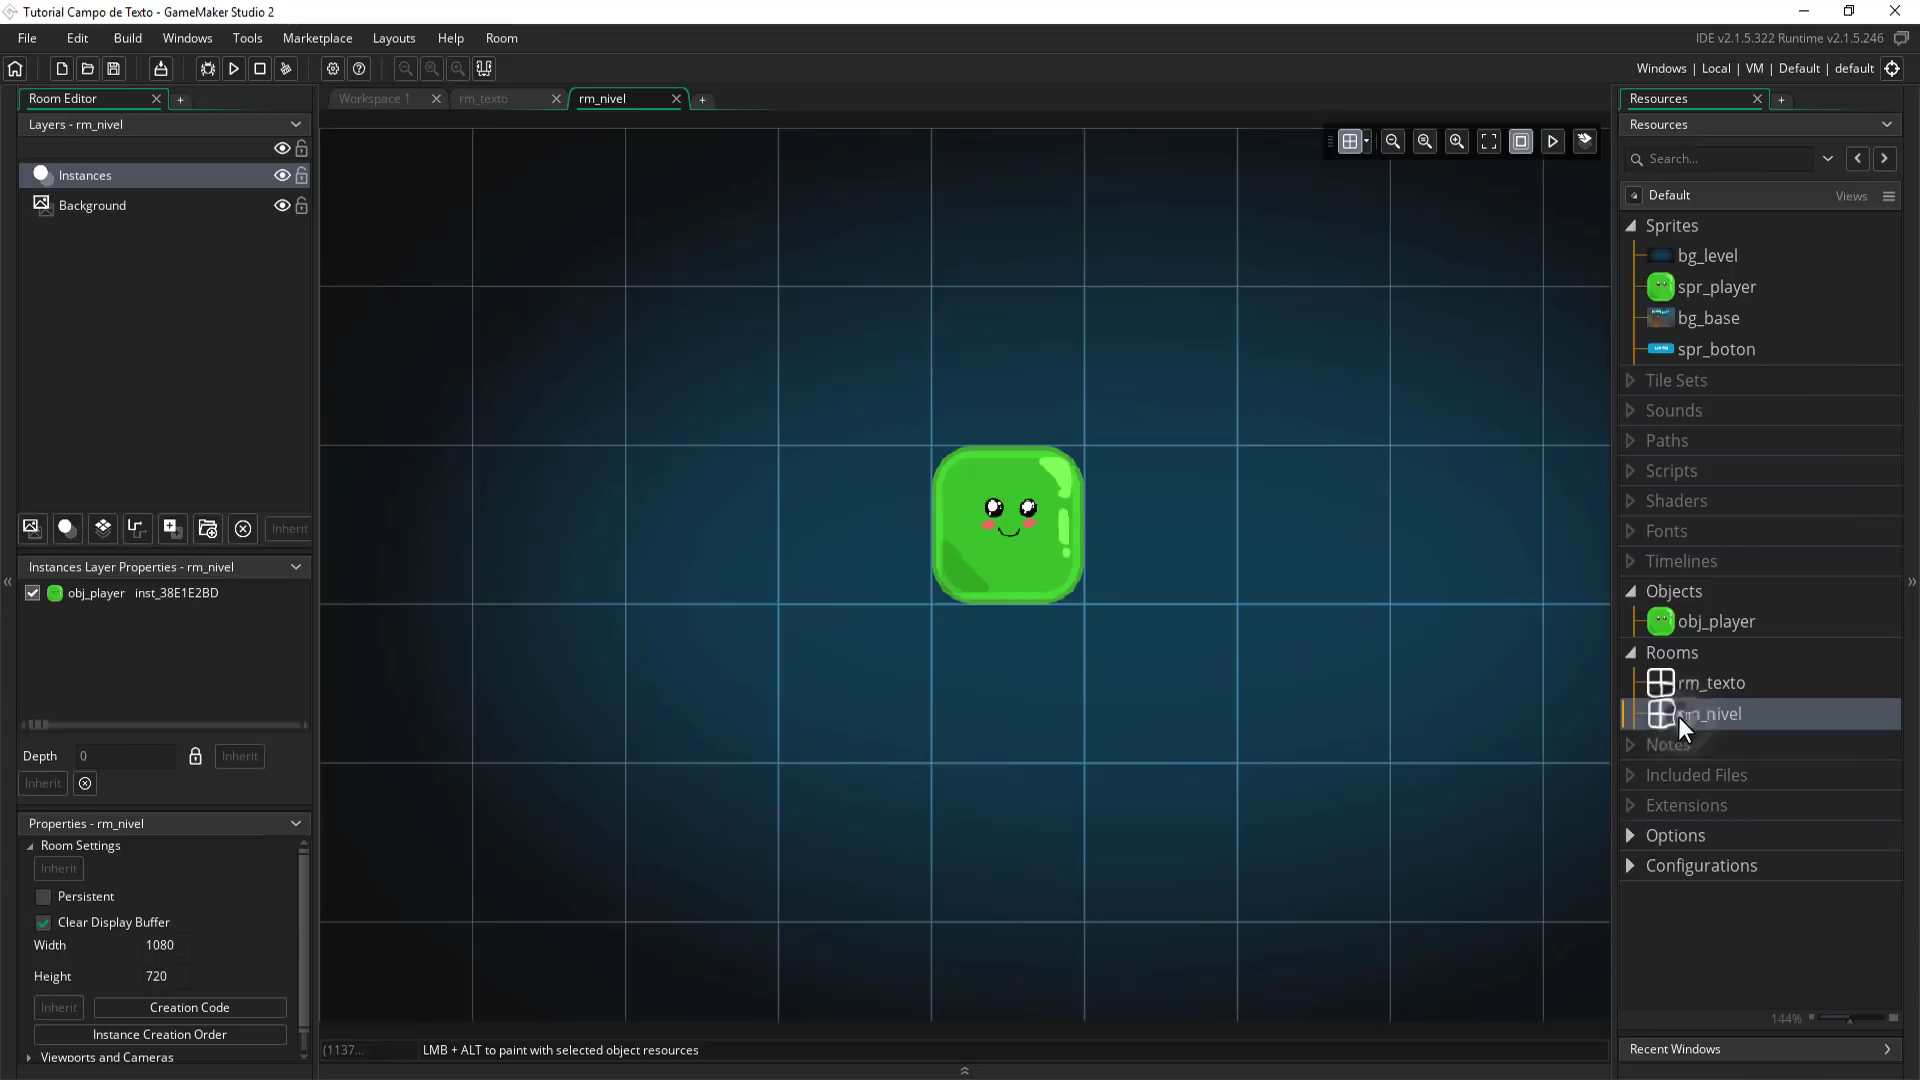 Tutorial Campo de Texto - GameMaker Studio 2
File Edit Build Windows Tools Marketplace Layouts Help Room
IDE v2.1.5.322 Runtime v2.1.5.246
Windows | Local | VM | Default | default
Room Editor
Workspace 1
rm_texto
rm_nivel
Resources
Layers - rm_nivel
Resources
Search...
Instances
Background
Default
Views
Sprites
bg_level
spr_player
bg_base
spr_boton
Tile Sets
Sounds
Paths
Scripts
Shaders
Fonts
Timelines
Objects
obj_player
Rooms
rm_texto
rm_nivel
Notes
Included Files
Extensions
Options
Configurations
144%
Recent Windows
Inherit
Instances Layer Properties - rm_nivel
obj_player inst_38E1E2BD
Depth 0 Inherit
Inherit
Properties - rm_nivel
Room Settings
Inherit
Persistent
Clear Display Buffer
Width 1080
Height 720
Inherit Creation Code
Instance Creation Order
Viewports and Cameras
(1137...
LMB + ALT to paint with selected object resources